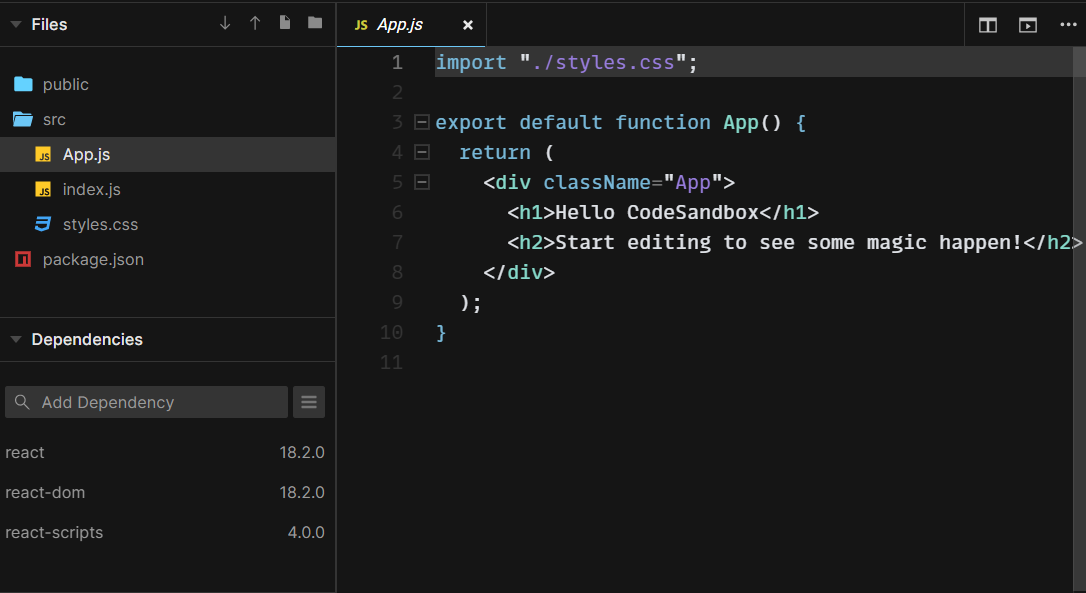 Files
public
src
JS App.js
JS index.js
styles.css
package.json
Dependencies
Add Dependency
react 18.2.0
react-dom 18.2.0
react-scripts 4.0.0
JS App.js
1 import "./styles.css";
2
3 export default function App() {
4 return (
5 <div className="App">
6 <h1>Hello CodeSandbox</h1>
7 <h2>Start editing to see some magic happen!</h2>
8 </div>
9 );
10 }
11